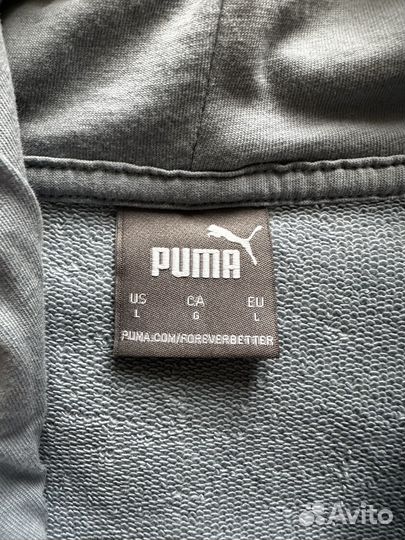 PUMA
US CA EU
L G L
PUMA.COM/FOREVERBETTER
Avito